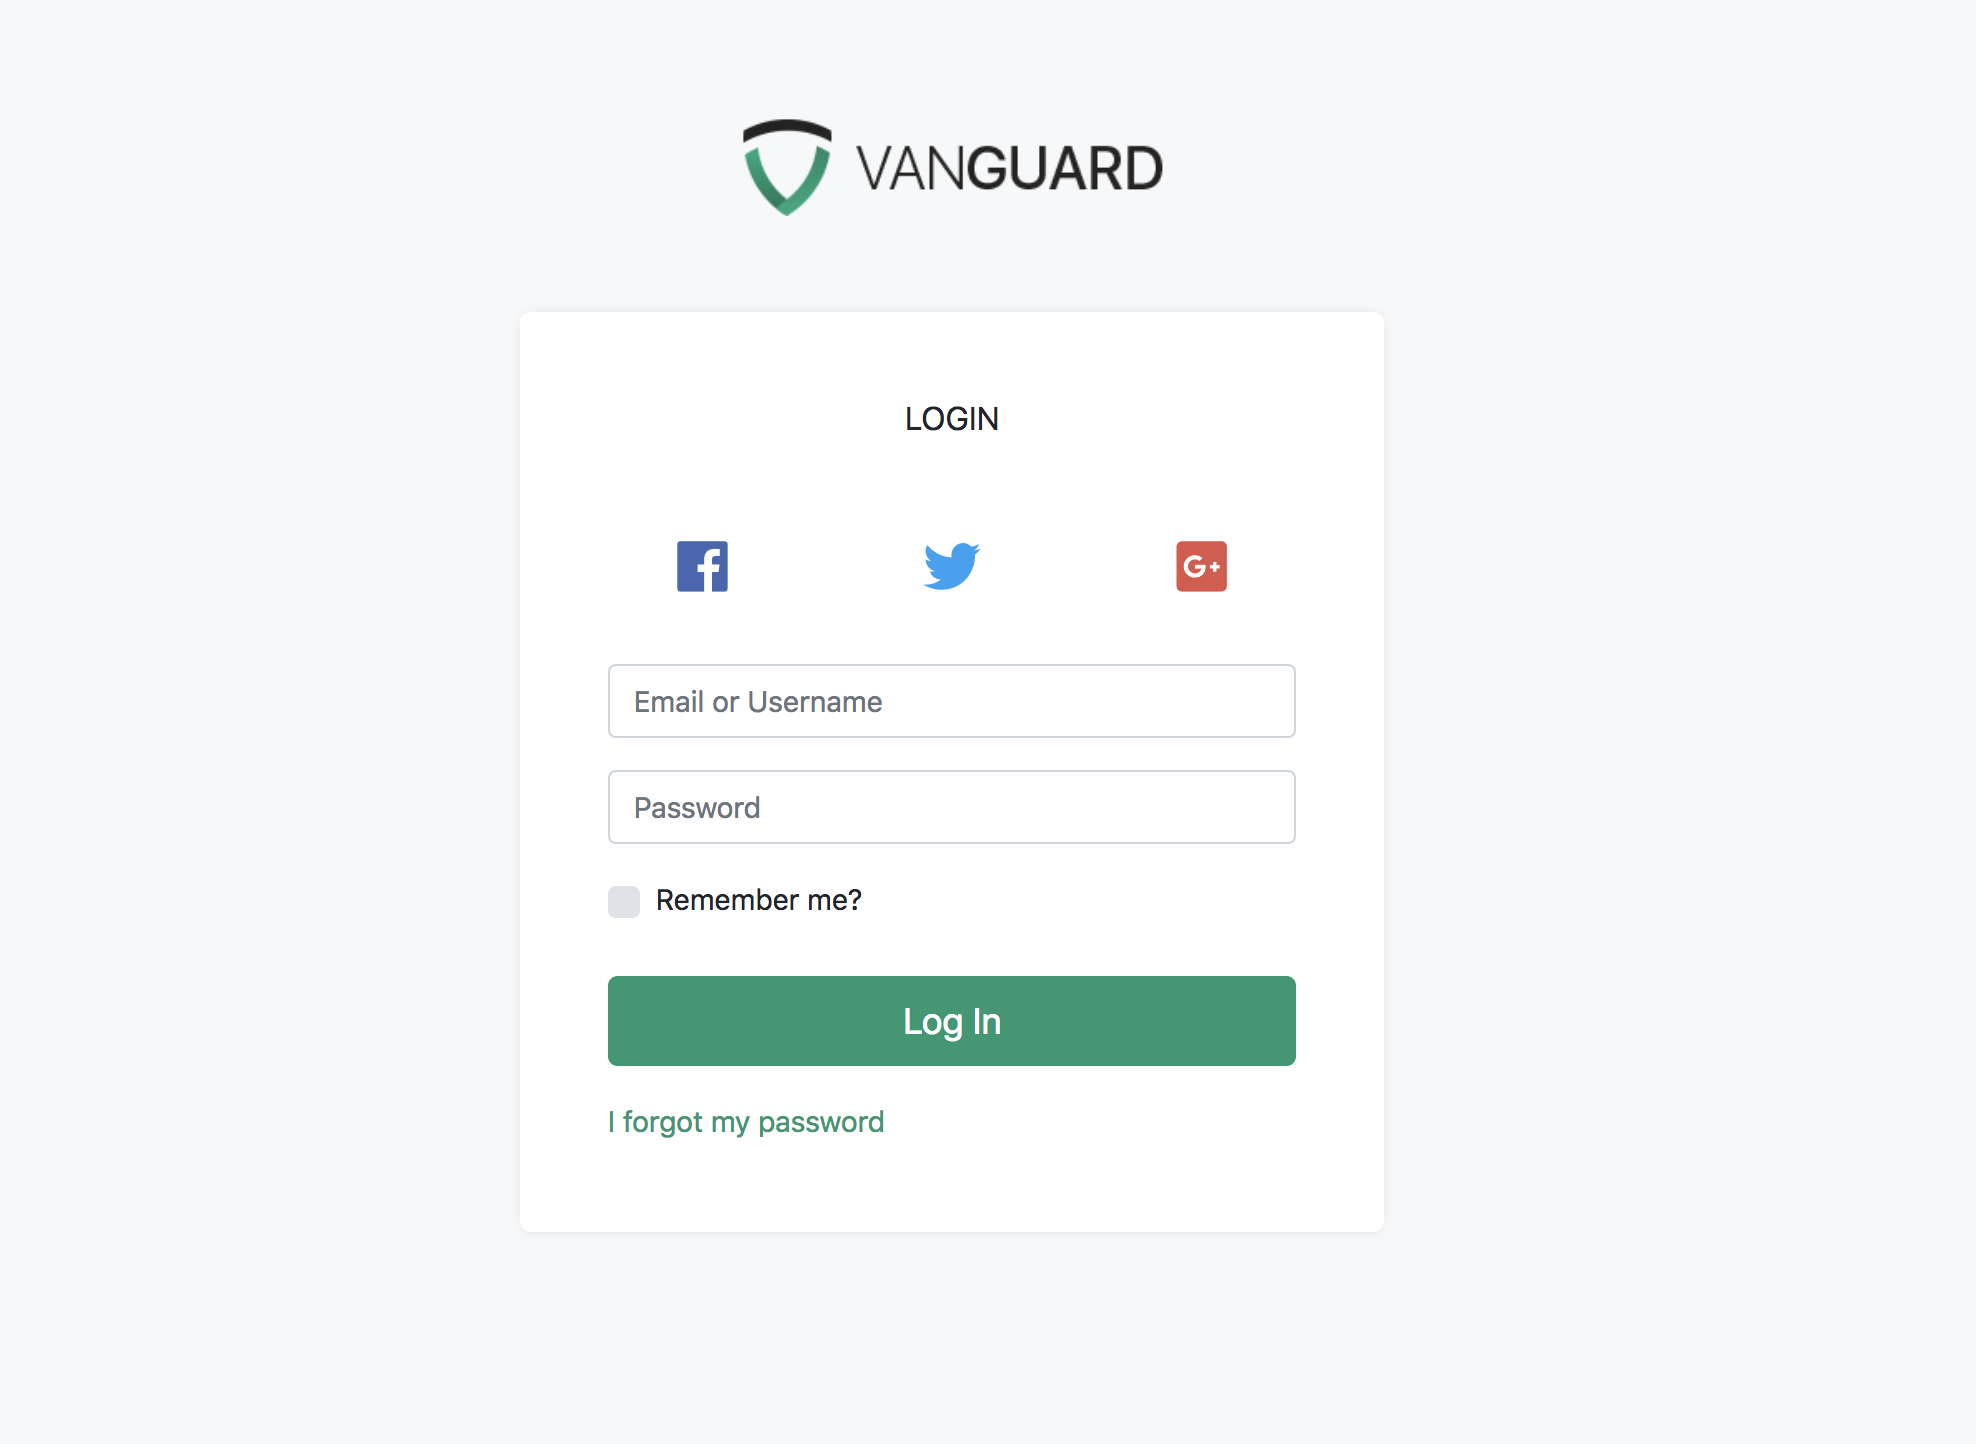 VANGUARD
LOGIN
G+
Email or Username
Password
Remember me?
Log In
I forgot my password